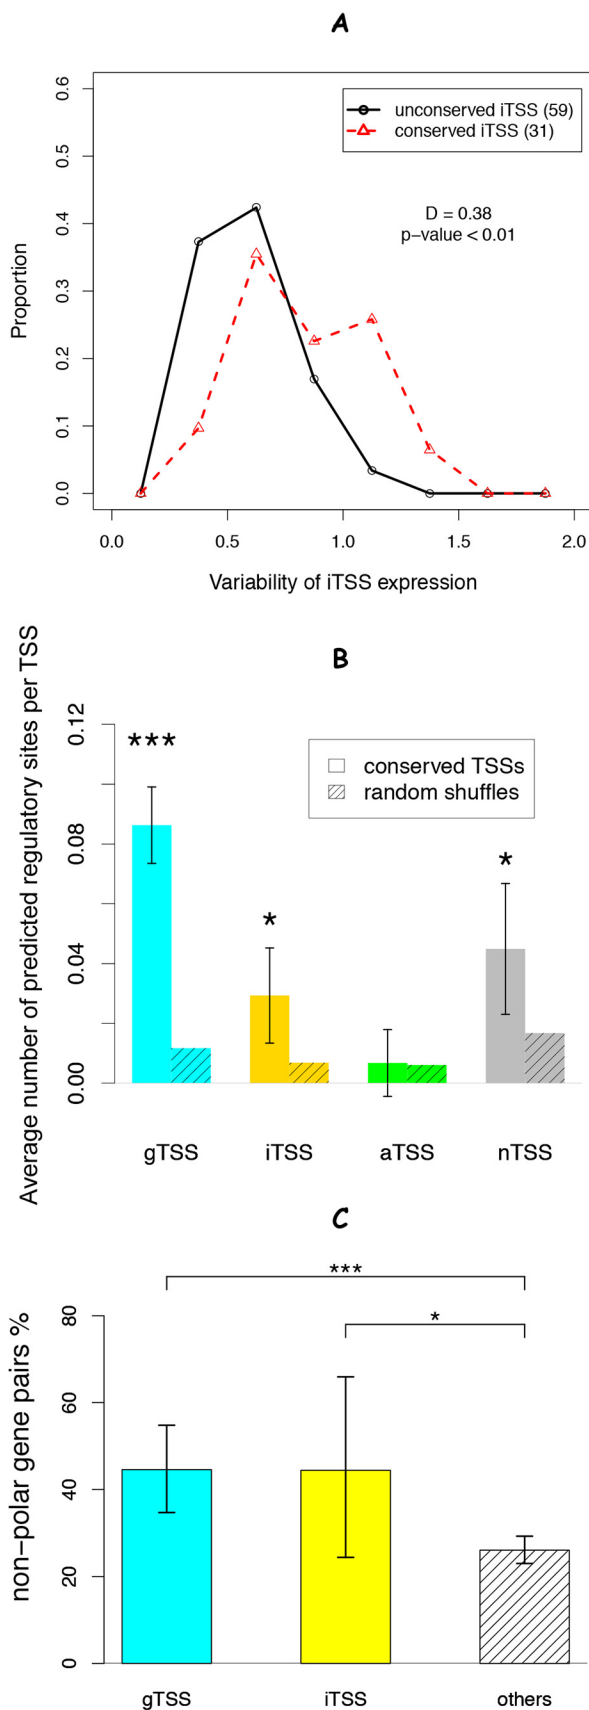 A
0.6
0.5
0.4
0.3
0.2
0.1
0.0
Proportion
unconserved iTSS (59)
conserved iTSS (31)
D = 0.38
p−value < 0.01
0.0 0.5 1.0 1.5 2.0
Variability of iTSS expression
B
Average number of predicted regulatory sites per TSS
0.12
0.08
0.04
0.00
***
*
*
conserved TSSs
random shuffles
gTSS iTSS aTSS nTSS
C
non−polar gene pairs %
80
60
40
20
0
***
*
gTSS iTSS others